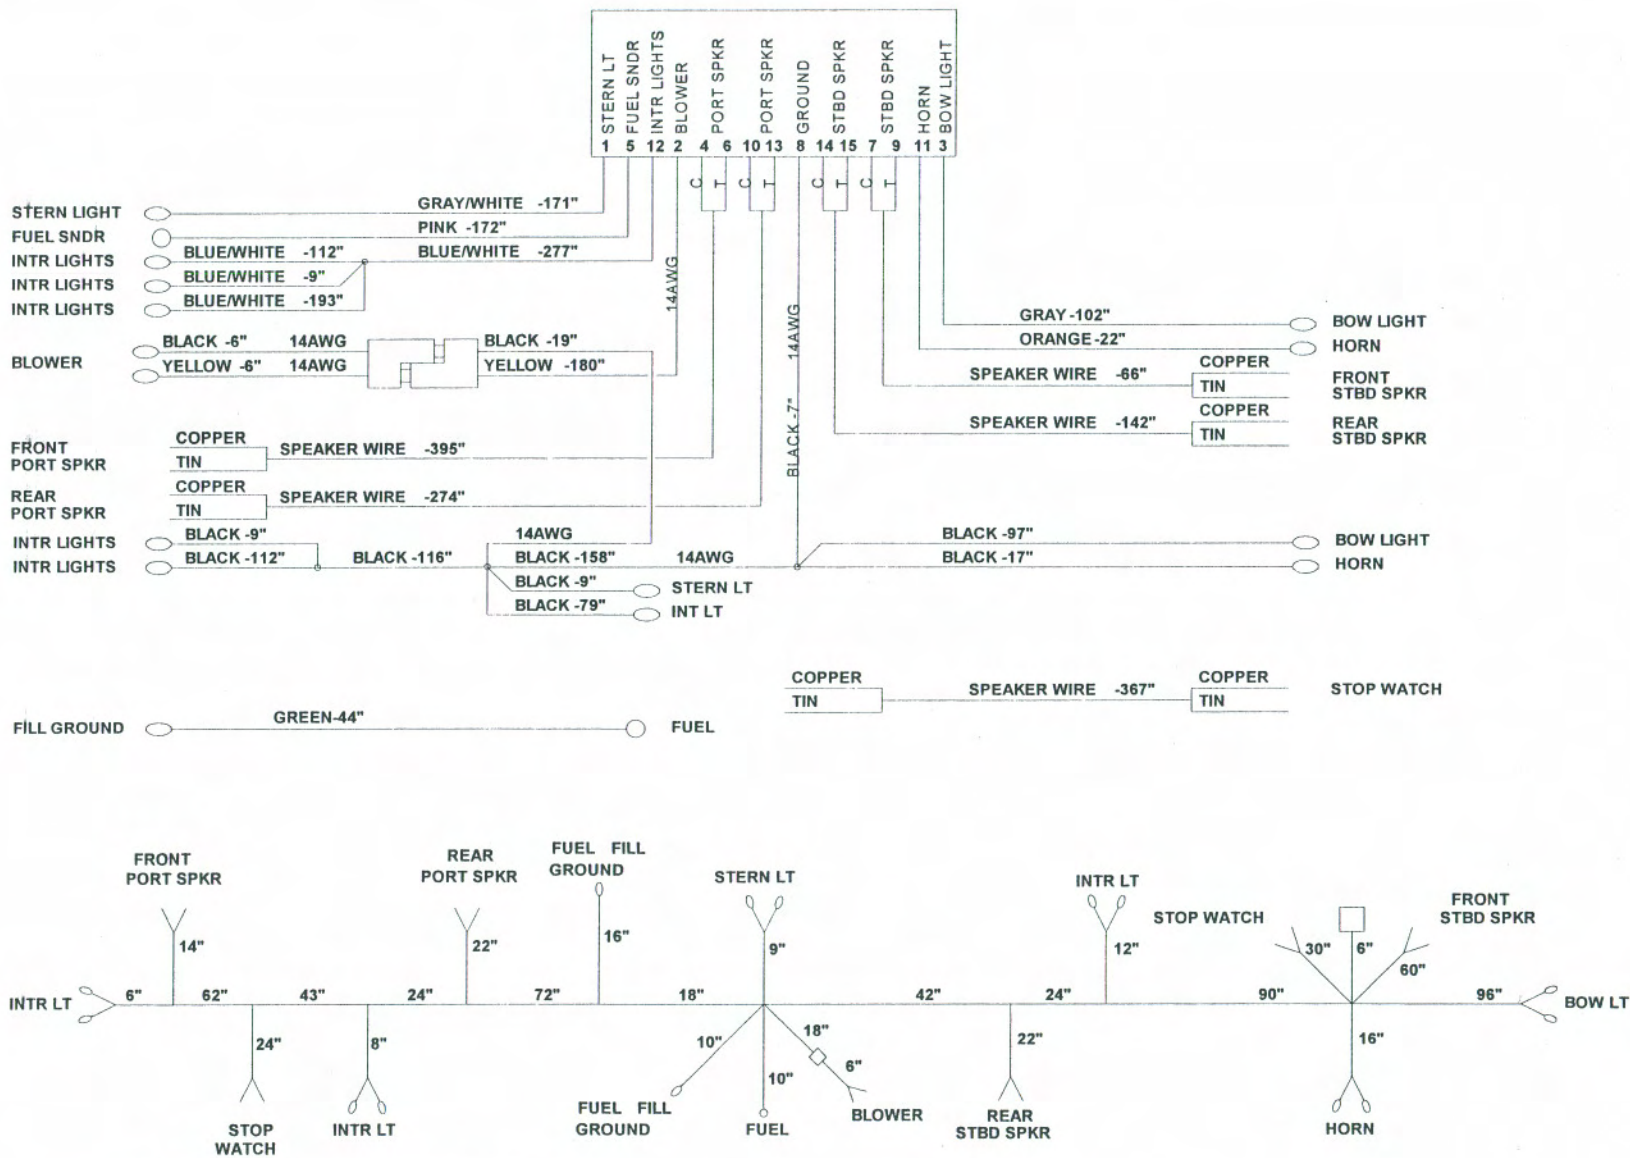 STERN LT
FUEL SNDR
INTR LIGHTS
BLOWER
PORT SPKR
PORT SPKR
GROUND
STBD SPKR
STBD SPKR
HORN
BOW LIGHT
1 5 12 2 4 6 10 13 8 14 15 7 9 11 3
C T C T C T C T
STERN LIGHT GRAY/WHITE -171"
FUEL SNDR PINK -172"
INTR LIGHTS BLUE/WHITE -112" BLUE/WHITE -277"
INTR LIGHTS BLUE/WHITE -9"
INTR LIGHTS BLUE/WHITE -193"
14AWG
14AWG
BLACK -7"
GRAY -102" BOW LIGHT
ORANGE -22" HORN
BLOWER
BLACK -6" 14AWG BLACK -19"
YELLOW -6" 14AWG YELLOW -180"
SPEAKER WIRE -66" COPPER
TIN
FRONT
STBD SPKR
SPEAKER WIRE -142" COPPER
TIN
REAR
STBD SPKR
FRONT
PORT SPKR
COPPER
TIN
SPEAKER WIRE -395"
REAR
PORT SPKR
COPPER
TIN
SPEAKER WIRE -274"
INTR LIGHTS BLACK -9" 14AWG BLACK -97" BOW LIGHT
INTR LIGHTS BLACK -112" BLACK -116" BLACK -158" 14AWG BLACK -17" HORN
BLACK -9" STERN LT
BLACK -79" INT LT
COPPER
TIN
SPEAKER WIRE -367"
COPPER
TIN
STOP WATCH
FILL GROUND GREEN-44" FUEL
FRONT
PORT SPKR
REAR
PORT SPKR
FUEL FILL
GROUND
STERN LT
INTR LT
STOP WATCH
FRONT
STBD SPKR
14" 22" 16" 9" 12" 30" 6" 60"
INTR LT 6" 62" 43" 24" 72" 18" 42" 24" 90" 96" BOW LT
24" 8" 10" 10" 18" 6" 22" 16"
STOP
WATCH
INTR LT
FUEL FILL
GROUND
FUEL
BLOWER
REAR
STBD SPKR
HORN